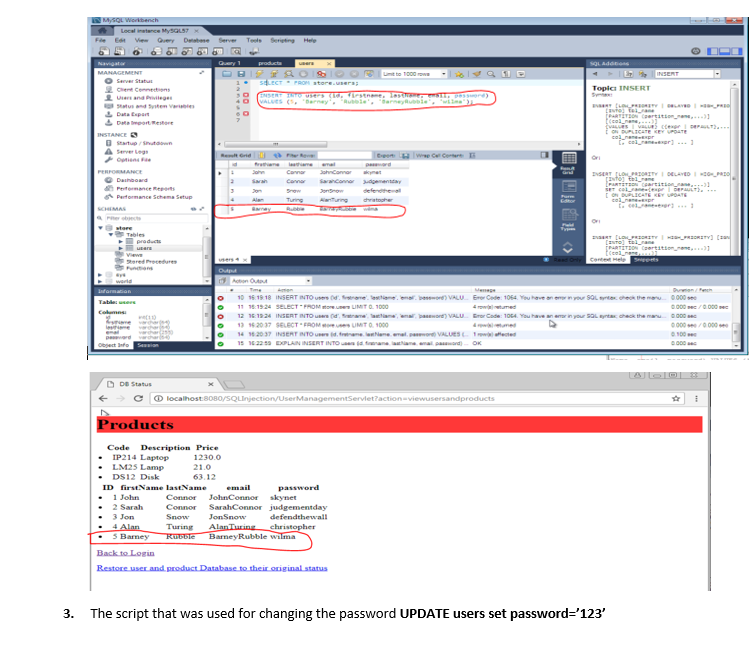 MySQL Workbench
Local instance MySQL57 ×
File Edit View Query Database Server Tools Scripting Help
Navigator
MANAGEMENT
Server Status
Client Connections
Users and Privileges
Status and System Variables
Data Export
Data Import/Restore
INSTANCE
Startup / Shutdown
Server Logs
Options File
PERFORMANCE
Dashboard
Performance Reports
Performance Schema Setup
SCHEMAS
Filter objects
store
Tables
products
users
Views
Stored Procedures
Functions
sys
world
Information
Table: users
Columns:
id int(11)
firstname varchar(64)
lastname varchar(64)
email varchar(255)
password varchar(64)
Object Info Session
Query 1 products users ×
Limit to 1000 rows
1 SELECT * FROM store.users;
2
3 INSERT INTO users (id, firstname, lastname, email, password)
4 VALUES (5, 'Barney', 'Rubble', 'BarneyRubble', 'wilma');
5
6
7
Result Grid Filter Rows: Export: Wrap Cell Content:
id firstname lastname email password
1 John Connor JohnConnor skynet
2 Sarah Connor SarahConnor judgementday
3 Jon Snow JonSnow defendthewall
4 Alan Turing AlanTuring christopher
5 Barney Rubble BarneyRubble wilma
Result Grid
Form Editor
Field Types
users 4 ×
Read Only
SQL Additions
INSERT
Topic: INSERT
Syntax:
INSERT [LOW_PRIORITY | DELAYED | HIGH_PRIO
[INTO] tbl_name
[PARTITION (partition_name,...)]
[(col_name,...)]
{VALUES | VALUE} ({expr | DEFAULT},...
[ ON DUPLICATE KEY UPDATE
col_name=expr
[, col_name=expr] ... ]
Or:
INSERT [LOW_PRIORITY | DELAYED | HIGH_PRIO
[INTO] tbl_name
[PARTITION (partition_name,...)]
SET col_name={expr | DEFAULT}, ...
[ ON DUPLICATE KEY UPDATE
col_name=expr
[, col_name=expr] ... ]
Or:
INSERT [LOW_PRIORITY | HIGH_PRIORITY] [IGN
[INTO] tbl_name
[PARTITION (partition_name,...)]
[(col_name,...)]
Context Help Snippets
Output
Action Output
# Time Action Message Duration / Fetch
10 16:19:18 INSERT INTO users ('id', 'firstname', 'lastName', 'email', 'password') VALU... Error Code: 1064. You have an error in your SQL syntax; check the manu... 0.000 sec
11 16:19:24 SELECT * FROM store.users LIMIT 0, 1000 4 row(s) returned 0.000 sec / 0.000 sec
12 16:19:24 INSERT INTO users ('id', 'firstname', 'lastName', 'email', 'password') VALU... Error Code: 1064. You have an error in your SQL syntax; check the manu... 0.000 sec
13 16:20:37 SELECT * FROM store.users LIMIT 0, 1000 4 row(s) returned 0.000 sec / 0.000 sec
14 16:20:37 INSERT INTO users (id, firstname, lastName, email, password) VALUES (... 1 row(s) affected 0.100 sec
15 16:22:59 EXPLAIN INSERT INTO users (id, firstname, lastname, email, password) ... OK 0.000 sec
DB Status ×
localhost:8080/SQLInjection/UserManagementServlet?action=viewusersandproducts
Products
Code Description Price
• IP214 Laptop 1230.0
• LM25 Lamp 21.0
• DS12 Disk 63.12
ID firstName lastName email password
• 1 John Connor JohnConnor skynet
• 2 Sarah Connor SarahConnor judgementday
• 3 Jon Snow JonSnow defendthewall
• 4 Alan Turing AlanTuring christopher
• 5 Barney Rubble BarneyRubble wilma
Back to Login
Restore user and product Database to their original status
3. The script that was used for changing the password UPDATE users set password=’123’